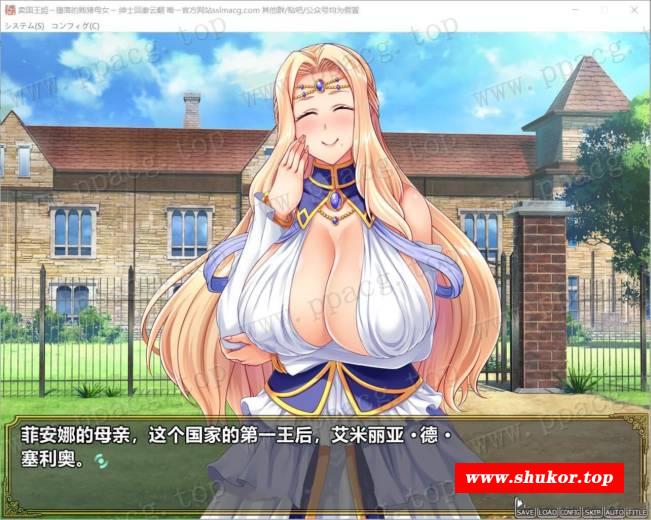 卖国王妃～堕落的贱猪母女～ 绅士回廊云翻 唯一官方网站sslmacg.com 其他群/贴吧/公众号均为假冒
システム(S) コンフィグ(C)
www.ppacg.top
菲安娜的母亲，这个国家的第一王后，艾米丽亚・德・
塞利奥。
www.shukor.top
SAVE LOAD CONFIG SKIP AUTO TITLE